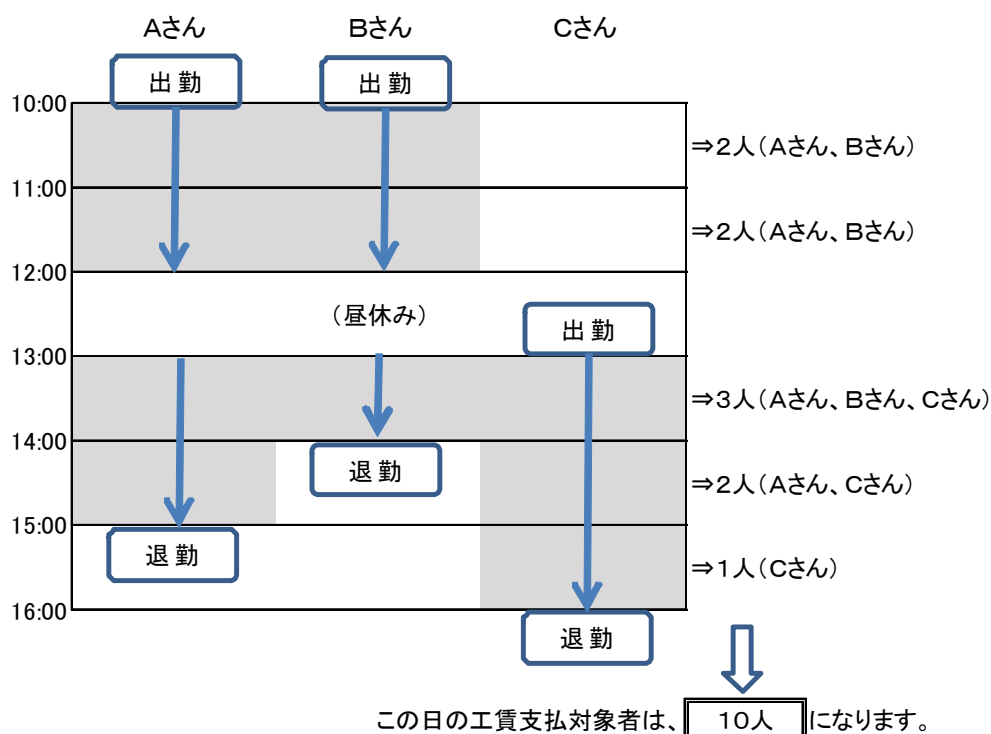 Aさん Bさん Cさん
出 勤 出 勤
10:00
⇒2人(Aさん、Bさん)
11:00
⇒2人(Aさん、Bさん)
12:00
(昼休み)
出 勤
13:00
⇒3人(Aさん、Bさん、Cさん)
14:00
退 勤
⇒2人(Aさん、Cさん)
15:00
退 勤
⇒1人(Cさん)
16:00
退 勤
この日の工賃支払対象者は、 10人 になります。